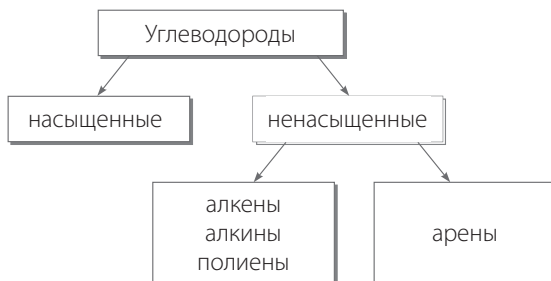 Углеводороды
насыщенные
ненасыщенные
алкены
алкины
полиены
арены